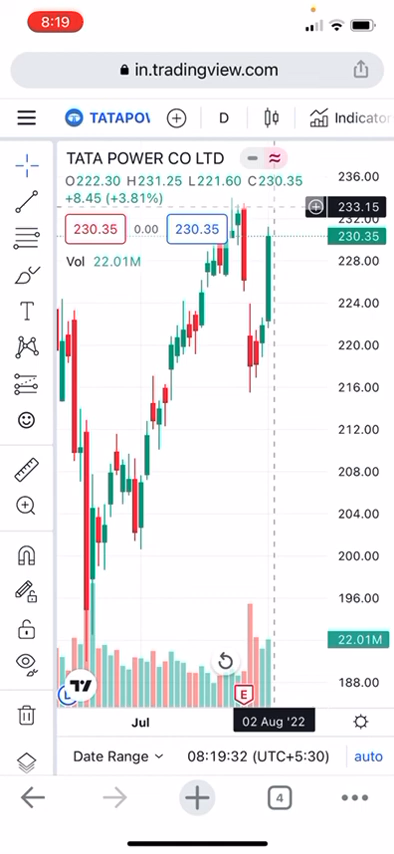 8:19
in.tradingview.com
TATAPOW
D
Indicator
TATA POWER CO LTD
O222.30 H231.25 L221.60 C230.35
+8.45 (+3.81%)
230.35
0.00
230.35
Vol 22.01M
236.00
233.15
232.00
230.35
228.00
224.00
220.00
216.00
212.00
208.00
204.00
200.00
196.00
22.01M
188.00
E
L
Jul
02 Aug '22
Date Range
08:19:32 (UTC+5:30)
auto
4